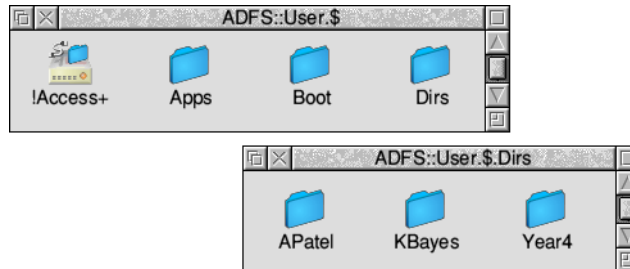 ADFS::User.$
!Access+ Apps Boot Dirs
ADFS::User.$.Dirs
APatel KBayes Year4